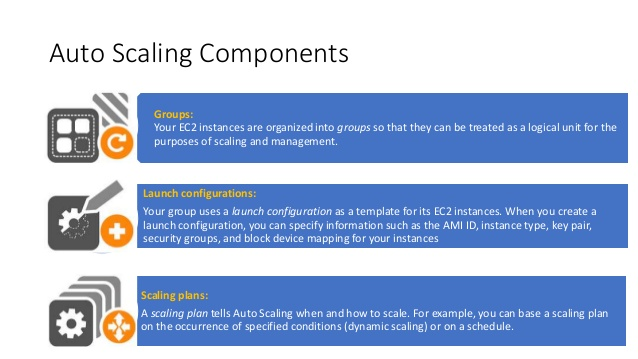 Auto Scaling Components
Groups:
Your EC2 instances are organized into groups so that they can be treated as a logical unit for the
purposes of scaling and management.
Launch configurations:
Your group uses a launch configuration as a template for its EC2 instances. When you create a
launch configuration, you can specify information such as the AMI ID, instance type, key pair,
security groups, and block device mapping for your instances
Scaling plans:
A scaling plan tells Auto Scaling when and how to scale. For example, you can base a scaling plan
on the occurrence of specified conditions (dynamic scaling) or on a schedule.